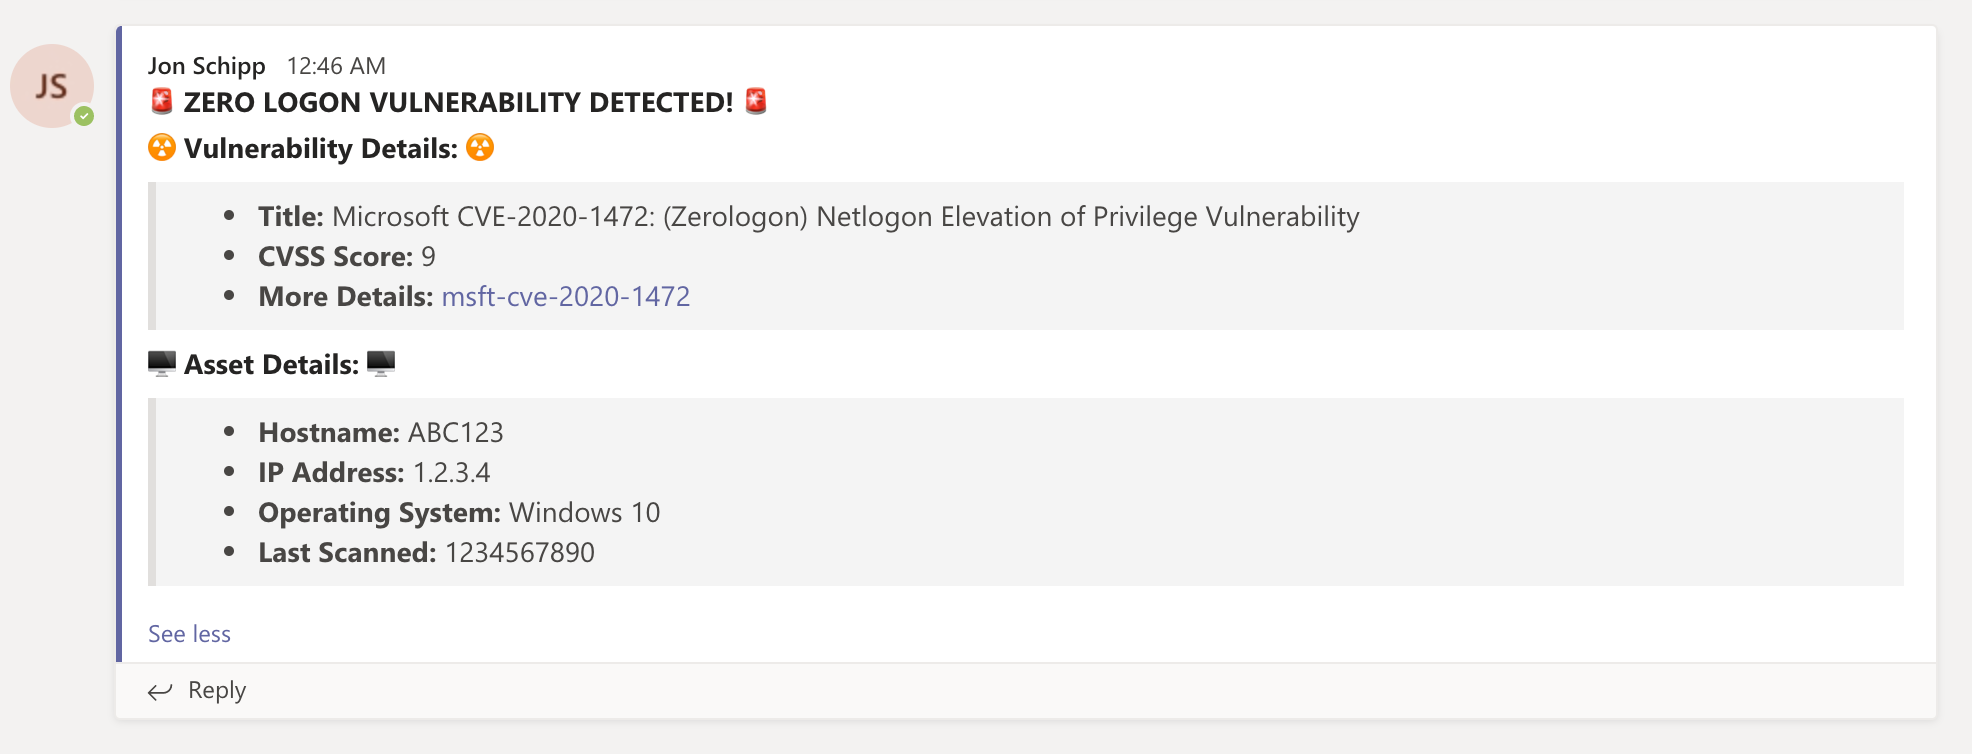 JS
Jon Schipp 12:46 AM
🚨 ZERO LOGON VULNERABILITY DETECTED! 🚨
☢️ Vulnerability Details: ☢️
• Title: Microsoft CVE-2020-1472: (Zerologon) Netlogon Elevation of Privilege Vulnerability
• CVSS Score: 9
• More Details: msft-cve-2020-1472
🖥️ Asset Details: 🖥️
• Hostname: ABC123
• IP Address: 1.2.3.4
• Operating System: Windows 10
• Last Scanned: 1234567890
See less
Reply